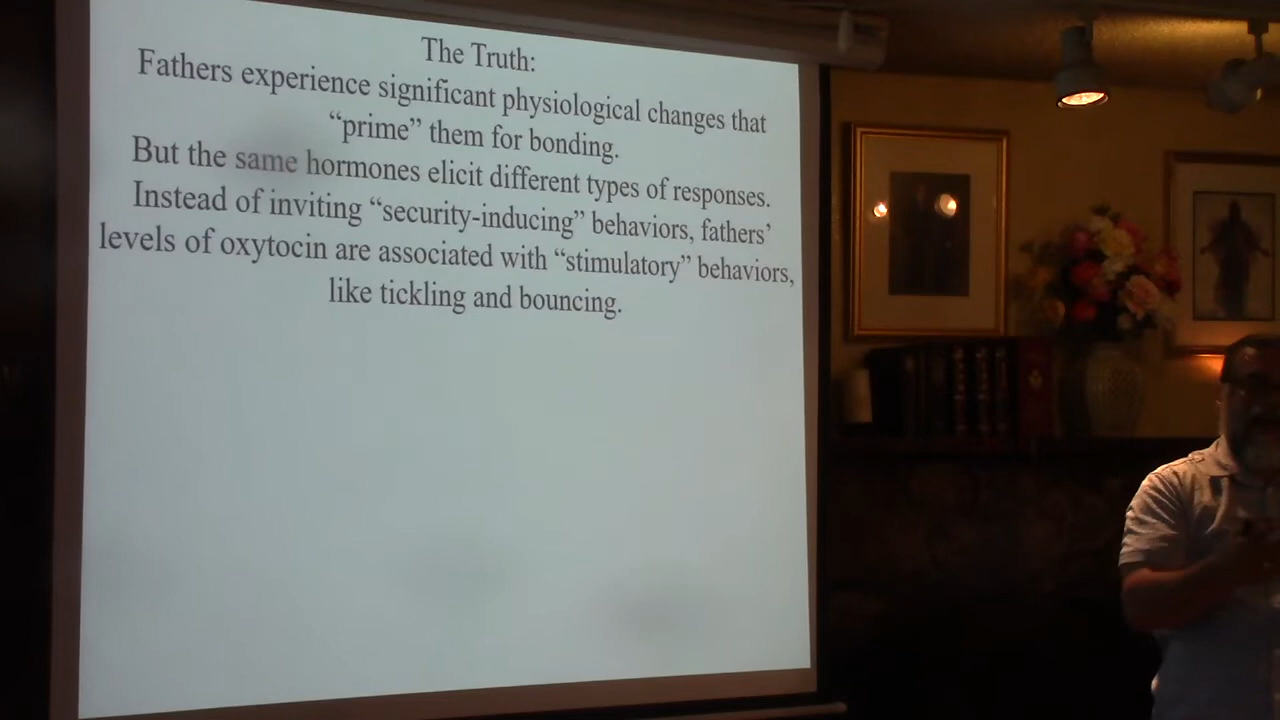 The Truth:
Fathers experience significant physiological changes that
“prime” them for bonding.
But the same hormones elicit different types of responses.
Instead of inviting “security-inducing” behaviors, fathers’
levels of oxytocin are associated with “stimulatory” behaviors,
like tickling and bouncing.